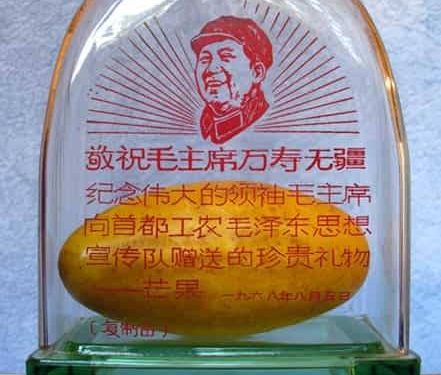 敬祝毛主席万寿无疆
纪念伟大的领袖毛主席
向首都工农毛泽东思想
宣传队赠送的珍贵礼物
——芒果 一九六八年八月五日
(复制品)